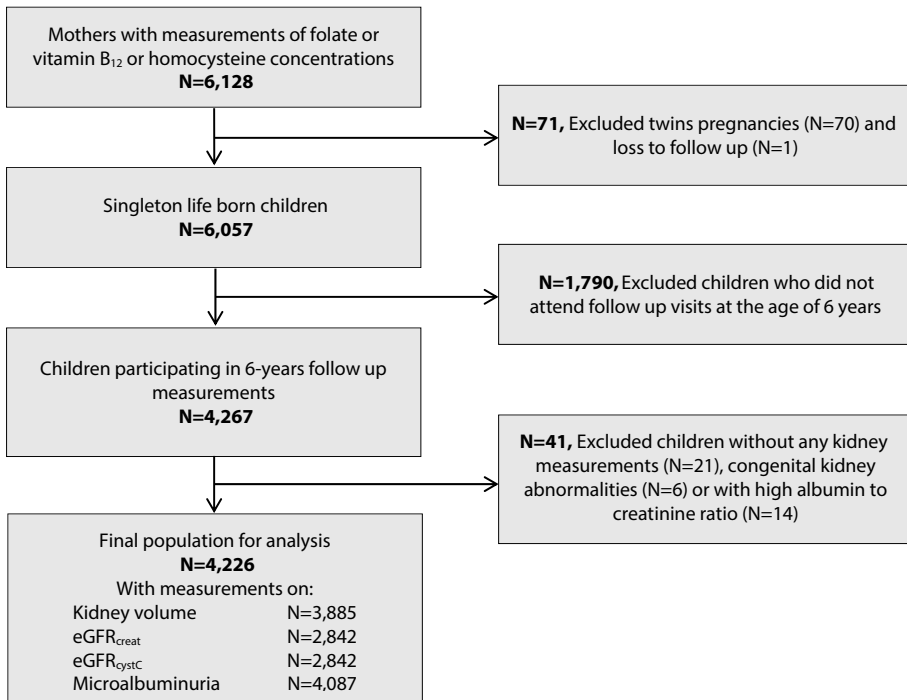 Mothers with measurements of folate or
vitamin B₁₂ or homocysteine concentrations
N=6,128
N=71, Excluded twins pregnancies (N=70) and
loss to follow up (N=1)
Singleton life born children
N=6,057
N=1,790, Excluded children who did not
attend follow up visits at the age of 6 years
Children participating in 6-years follow up
measurements
N=4,267
N=41, Excluded children without any kidney
measurements (N=21), congenital kidney
abnormalities (N=6) or with high albumin to
creatinine ratio (N=14)
Final population for analysis
N=4,226
With measurements on:
Kidney volume N=3,885
eGFRcreat N=2,842
eGFRcystC N=2,842
Microalbuminuria N=4,087